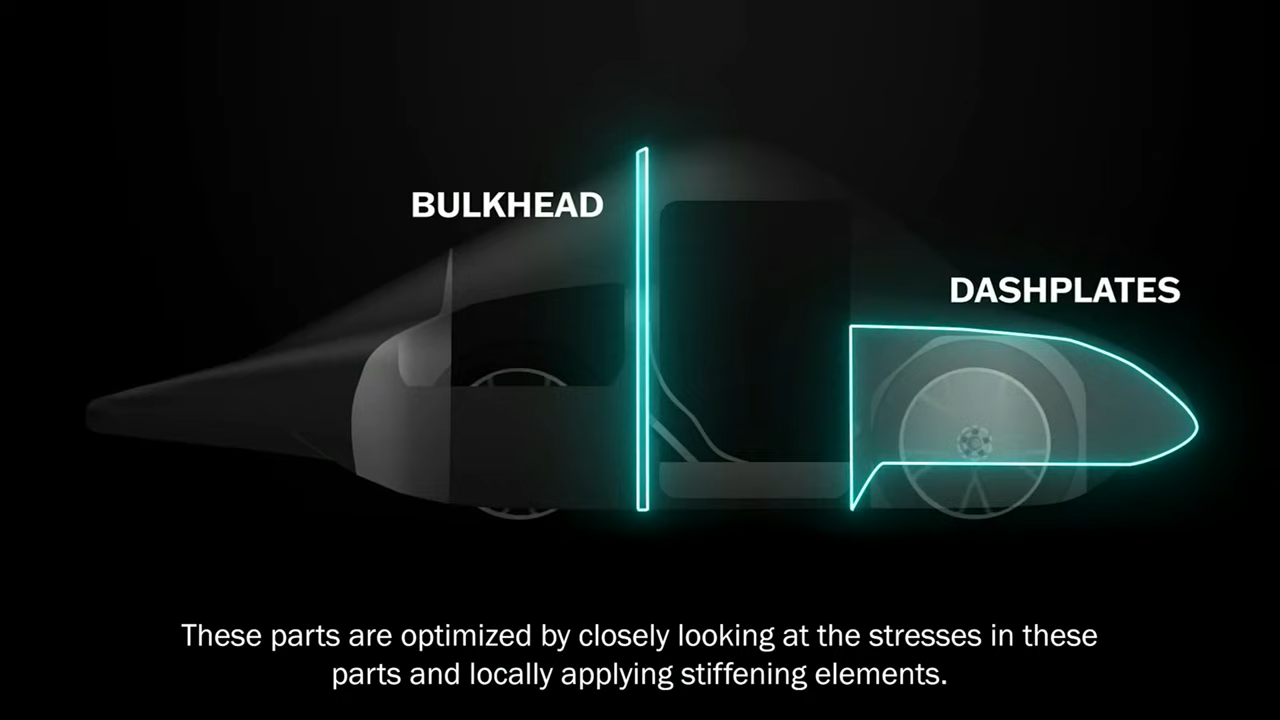 BULKHEAD
DASHPLATES
These parts are optimized by closely looking at the stresses in these
parts and locally applying stiffening elements.